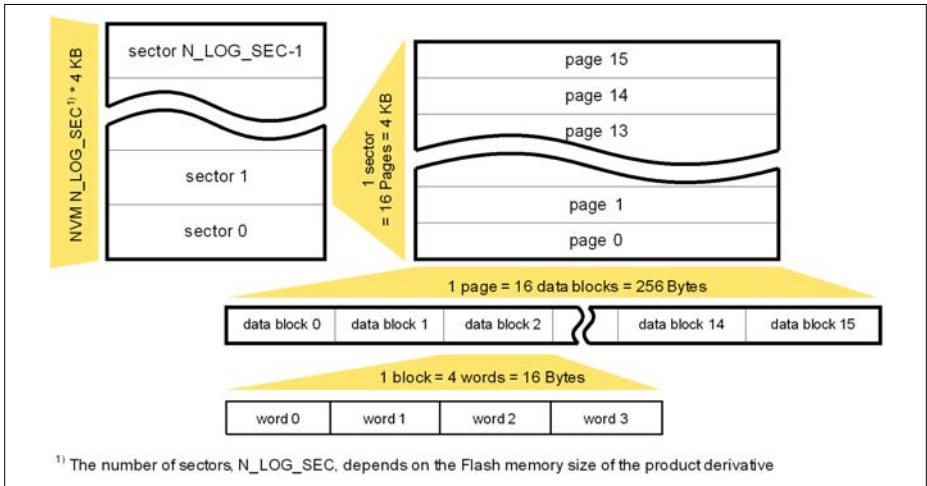 NVM N_LOG_SEC1) * 4 KB
sector N_LOG_SEC-1
sector 1
sector 0
1 sector
= 16 Pages = 4 KB
page 15
page 14
page 13
page 1
page 0
1 page = 16 data blocks = 256 Bytes
data block 0 data block 1 data block 2 data block 14 data block 15
1 block = 4 words = 16 Bytes
word 0 word 1 word 2 word 3
1) The number of sectors, N_LOG_SEC, depends on the Flash memory size of the product derivative